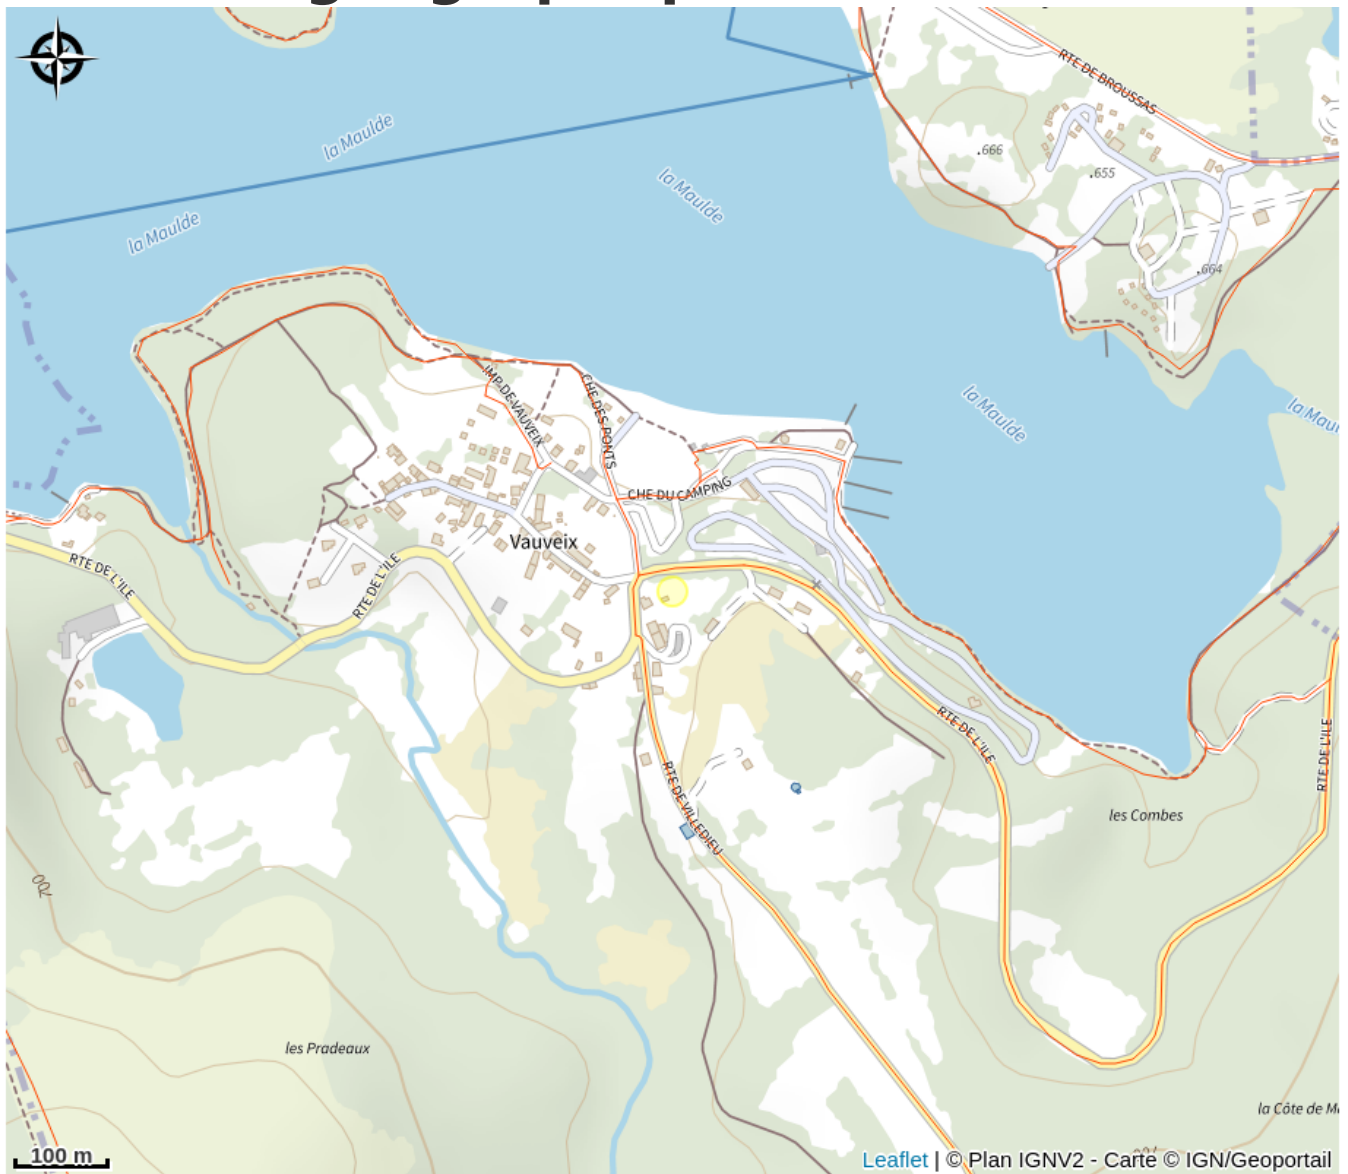 RTE DE BROUSSAS
la Maulde
.666
.655
la Maulde
la Maulde
.664
IMP-DE-VAUVEIX
CHE DES PONTS
la Maulde
CHE DU CAMPING
Vauveix
RTE DE L'ILE
RTE DE L'ILE
RTE DE L'ILE
RTE DE L'ILE
RTE DE VILLEDIEU
les Combes
700
les Pradeaux
la Côte de
100 m
Leaflet | © Plan IGNV2 - Carte © IGN/Geoportail